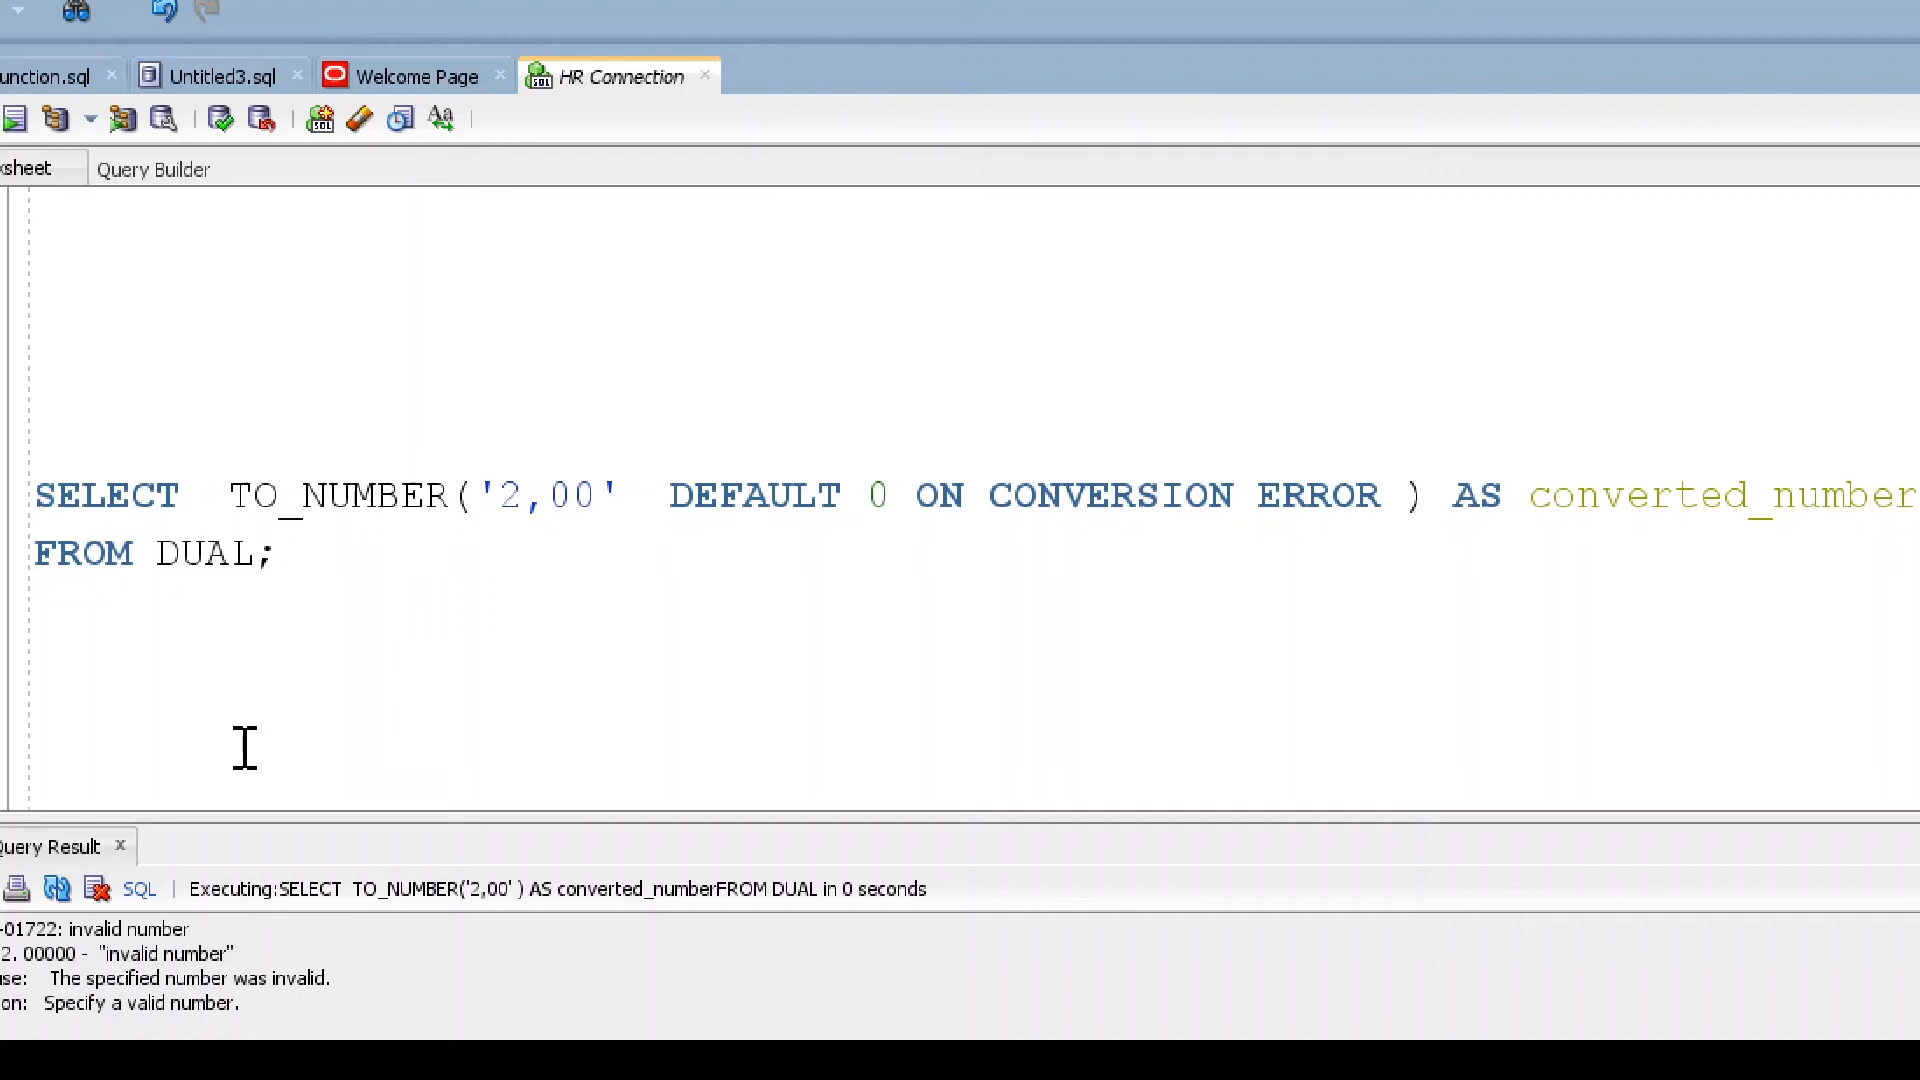 unction.sql Untitled3.sql Welcome Page HR Connection
sheet Query Builder
SELECT TO_NUMBER('2,00' DEFAULT 0 ON CONVERSION ERROR ) AS converted_number
FROM DUAL;
Query Result
SQL | Executing:SELECT TO_NUMBER('2,00' ) AS converted_numberFROM DUAL in 0 seconds
-01722: invalid number
2. 00000 - "invalid number"
use: The specified number was invalid.
on: Specify a valid number.